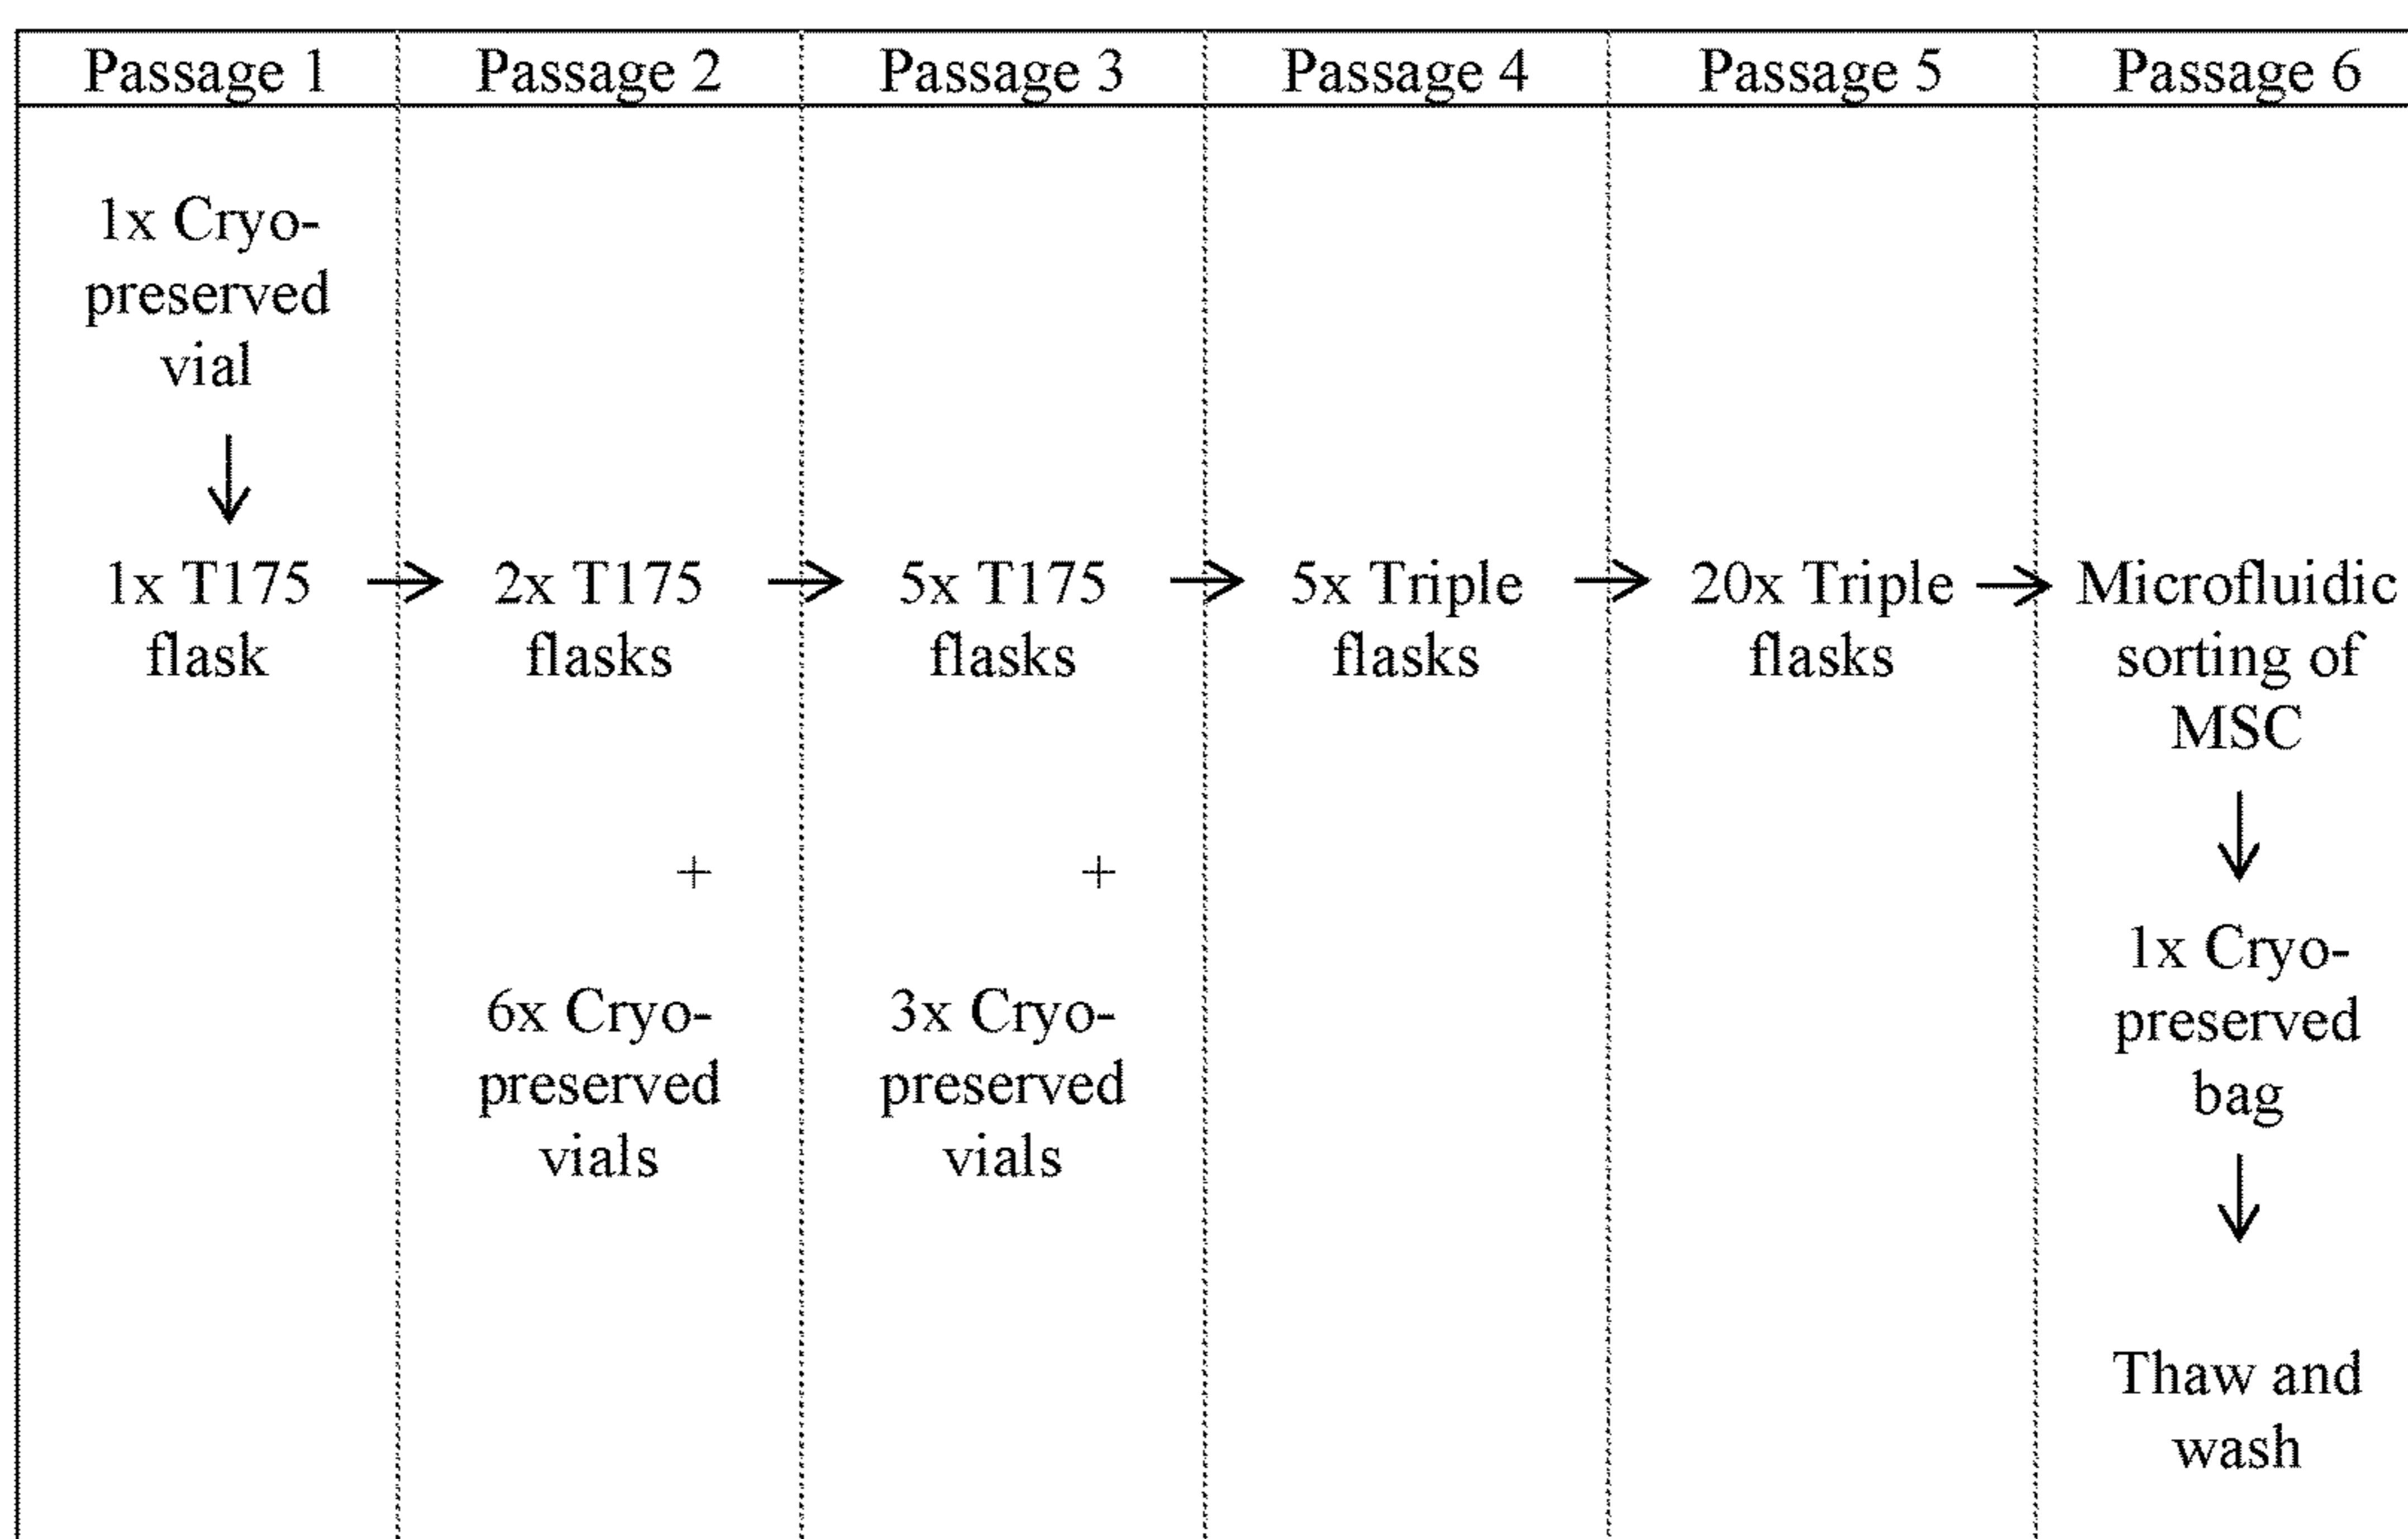 Passage 1
Passage 2
Passage 3
Passage 4
Passage 5
Passage 6
1x Cryo-
preserved
vial
1x T175
flask
2x T175
flasks
+
6x Cryo-
preserved
vials
5x T175
flasks
+
3x Cryo-
preserved
vials
5x Triple
flasks
20x Triple
flasks
Microfluidic
sorting of
MSC
1x Cryo-
preserved
bag
Thaw and
wash